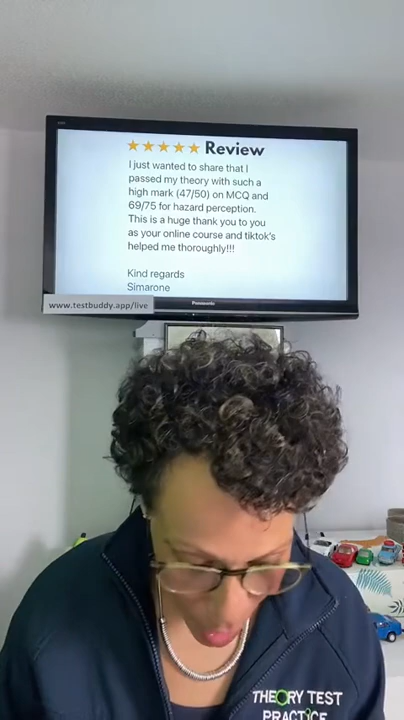 Review
I just wanted to share that I
passed my theory with such a
high mark (47/50) on MCQ and
69/75 for hazard perception.
This is a huge thank you to you
as your online course and tiktok's
helped me thoroughly!!!
Kind regards
Simarone
www.testbuddy.app/live
Panasonic
THEORY TEST
PRACTICE